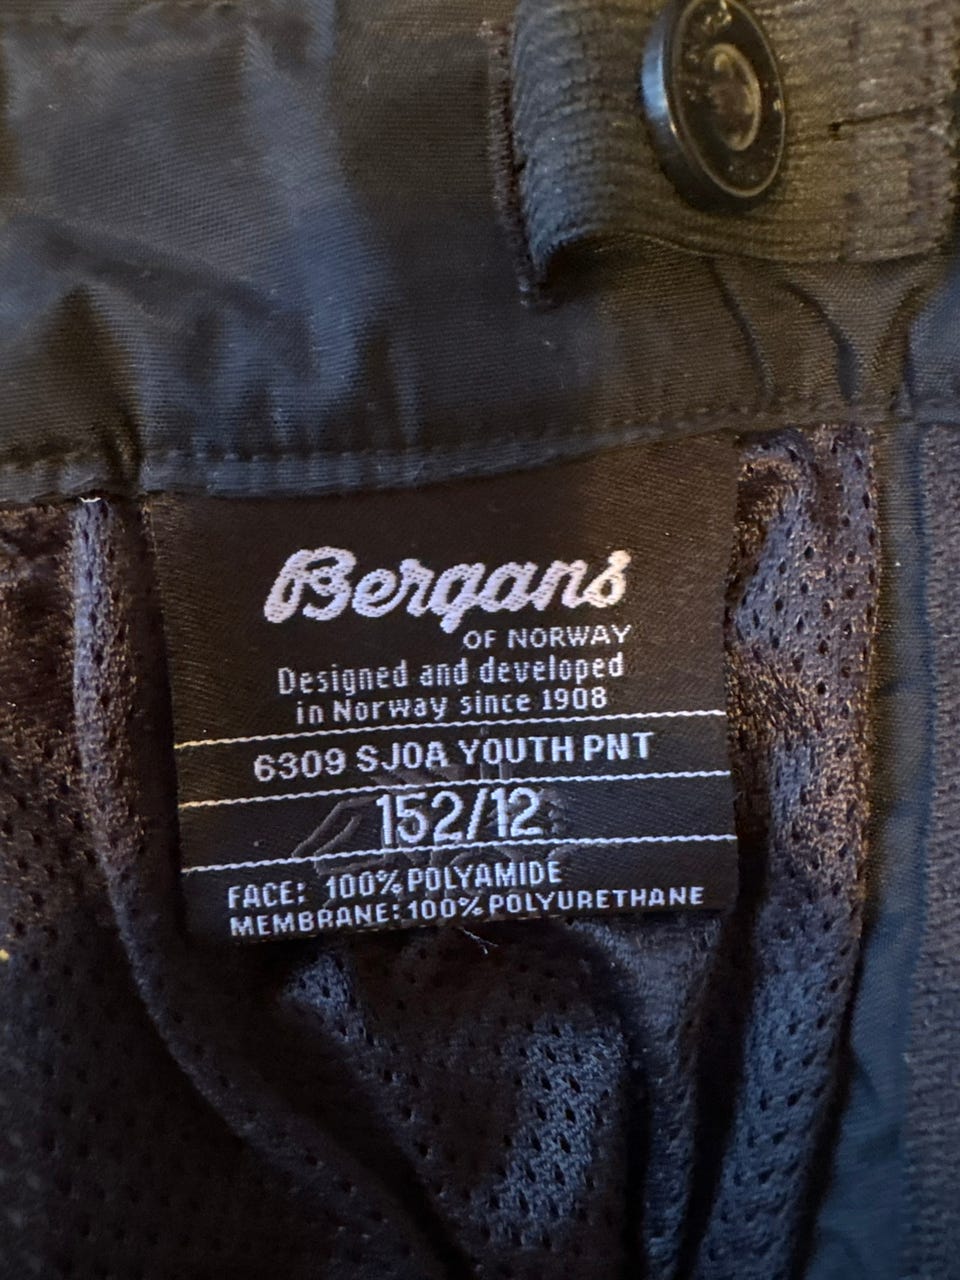 Bergans
OF NORWAY
Designed and developed
in Norway since 1908
6309 SJOA YOUTH PNT
152/12
FACE: 100% POLYAMIDE
MEMBRANE: 100% POLYURETHANE